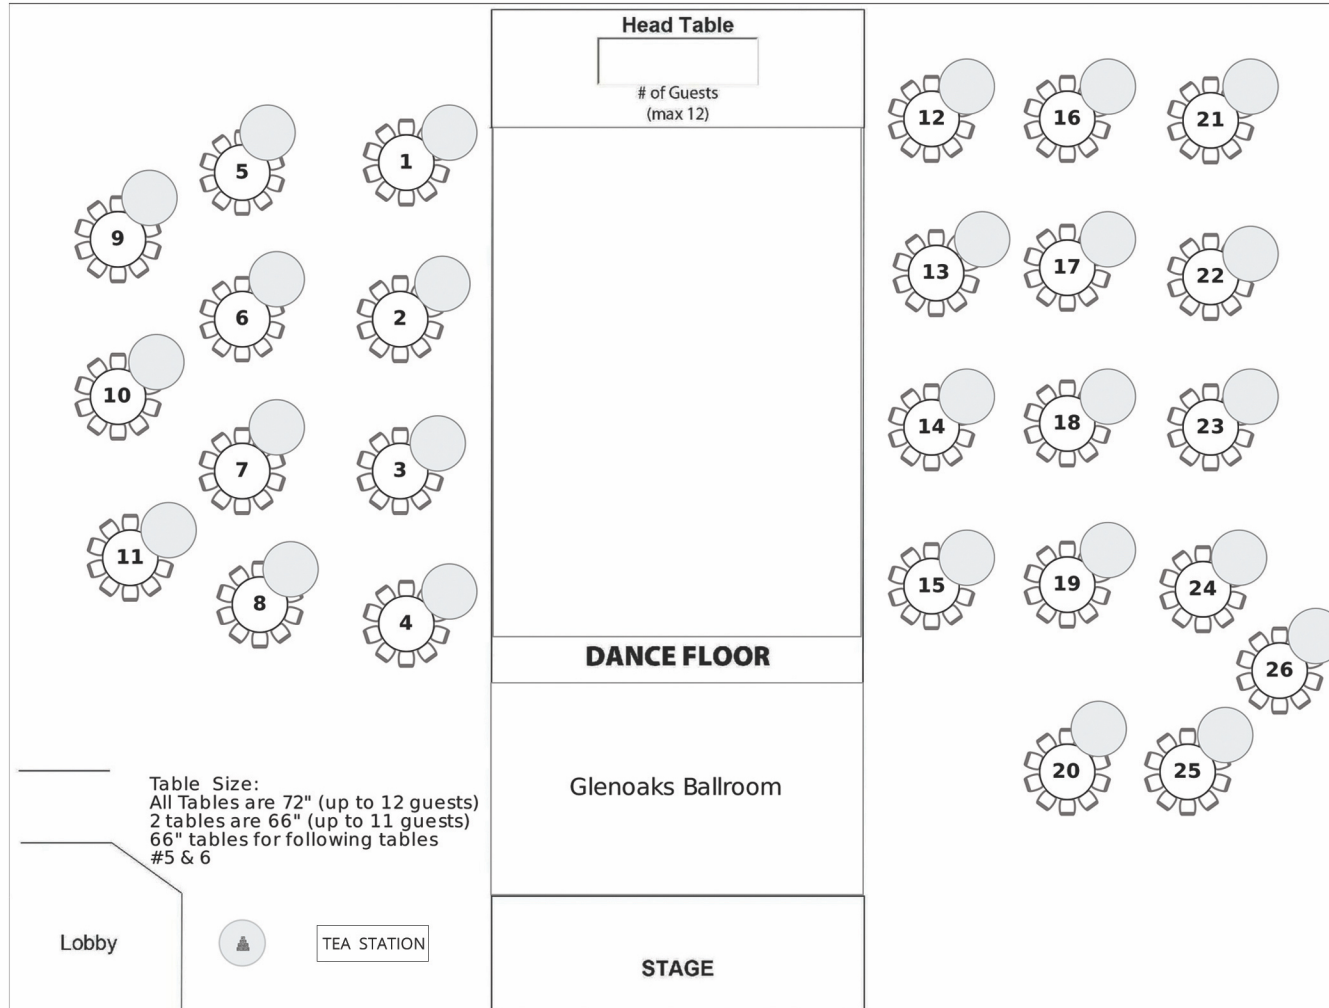 Head Table
# of Guests
(max 12)
12
16
21
5
1
9
13
17
22
6
2
10
14
18
23
7
3
11
15
19
24
8
4
DANCE FLOOR
26
20
25
Glenoaks Ballroom
Table Size:
All Tables are 72" (up to 12 guests)
2 tables are 66" (up to 11 guests)
66" tables for following tables
#5 & 6
Lobby
TEA STATION
STAGE